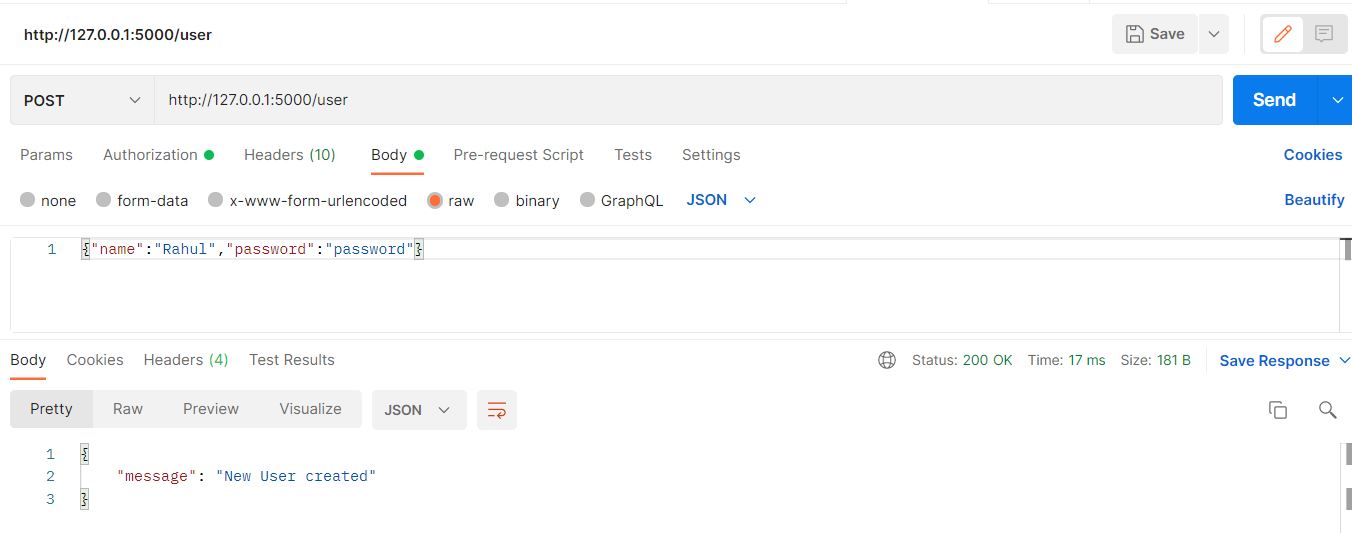 http://127.0.0.1:5000/user Save
POST http://127.0.0.1:5000/user Send
Params Authorization Headers (10) Body Pre-request Script Tests Settings Cookies
none form-data x-www-form-urlencoded raw binary GraphQL JSON Beautify
1 {"name":"Rahul","password":"password"}
Body Cookies Headers (4) Test Results Status: 200 OK Time: 17 ms Size: 181 B Save Response
Pretty Raw Preview Visualize JSON
1 {
2 "message": "New User created"
3 }